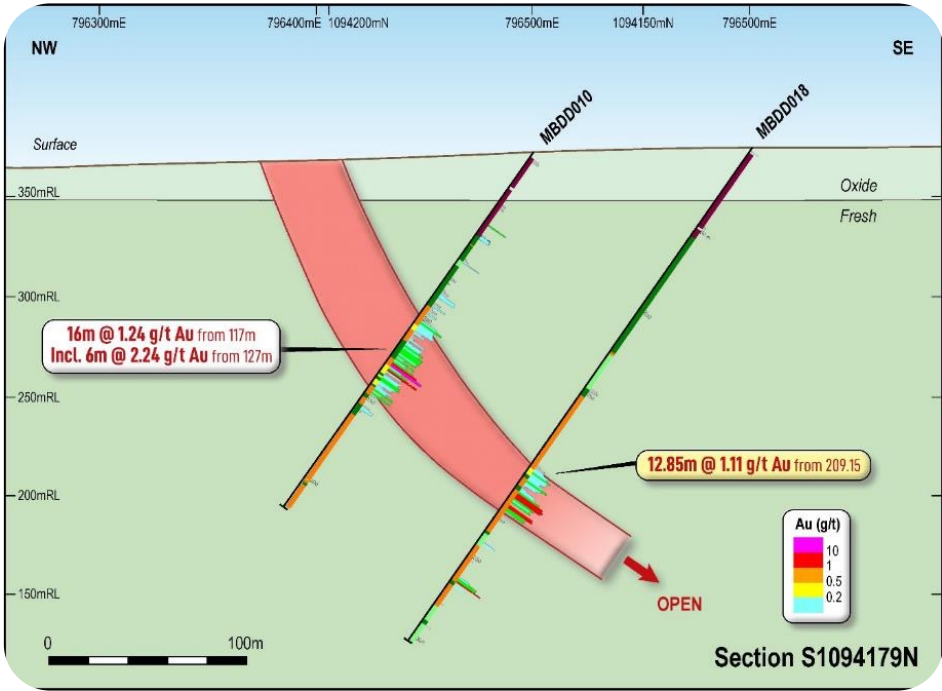 796300mE
796400mE
1094200mN
796500mE
1094150mN
796500mE
NW
SE
MBDD010
MBDD018
Surface
350mRL
Oxide
Fresh
300mRL
16m @ 1.24 g/t Au from 117m
Incl. 6m @ 2.24 g/t Au from 127m
250mRL
12.85m @ 1.11 g/t Au from 209.15
200mRL
Au (g/t)
10
1
0.5
0.2
150mRL
OPEN
0
100m
Section S1094179N